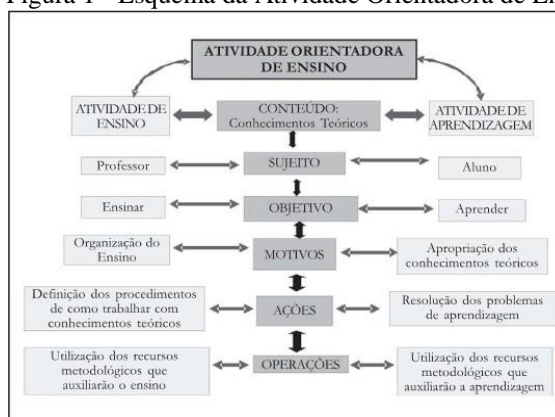 Figura 1 - Esquema da Atividade Orientadora de
ATIVIDADE ORIENTADORA
DE ENSINO
ATIVIDADE DE
ENSINO
CONTEÚDO:
Conhecimentos Teóricos
ATIVIDADE DE
APRENDIZAGEM
Professor
SUJEITO
Aluno
Ensinar
OBJETIVO
Aprender
Organização do
Ensino
MOTIVOS
Apropriação dos
conhecimentos teóricos
Definição dos procedimentos
de como trabalhar com
conhecimentos teóricos
AÇÕES
Resolução dos problemas
de aprendizagem
Utilização dos recursos
metodológicos que
auxiliarão o ensino
OPERAÇÕES
Utilização dos recursos
metodológicos que
auxiliarão a aprendizagem